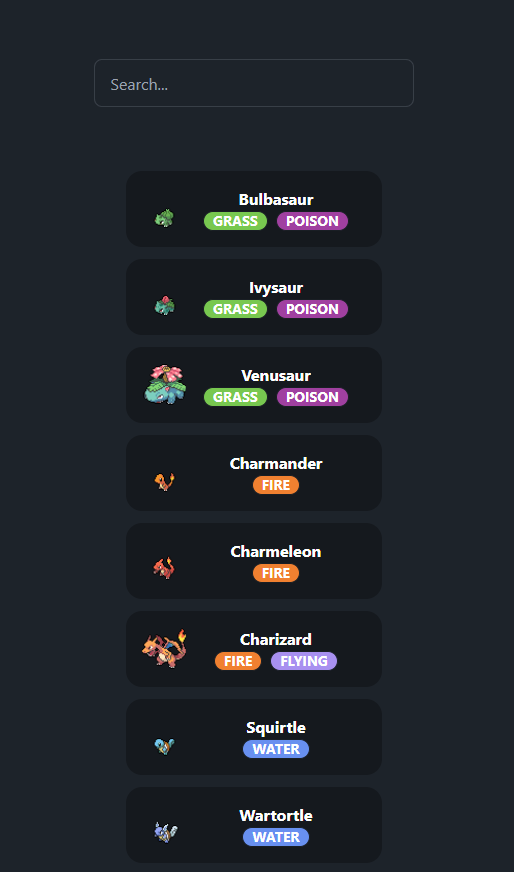 Search...
Bulbasaur
GRASS POISON
Ivysaur
GRASS POISON
Venusaur
GRASS POISON
Charmander
FIRE
Charmeleon
FIRE
Charizard
FIRE FLYING
Squirtle
WATER
Wartortle
WATER